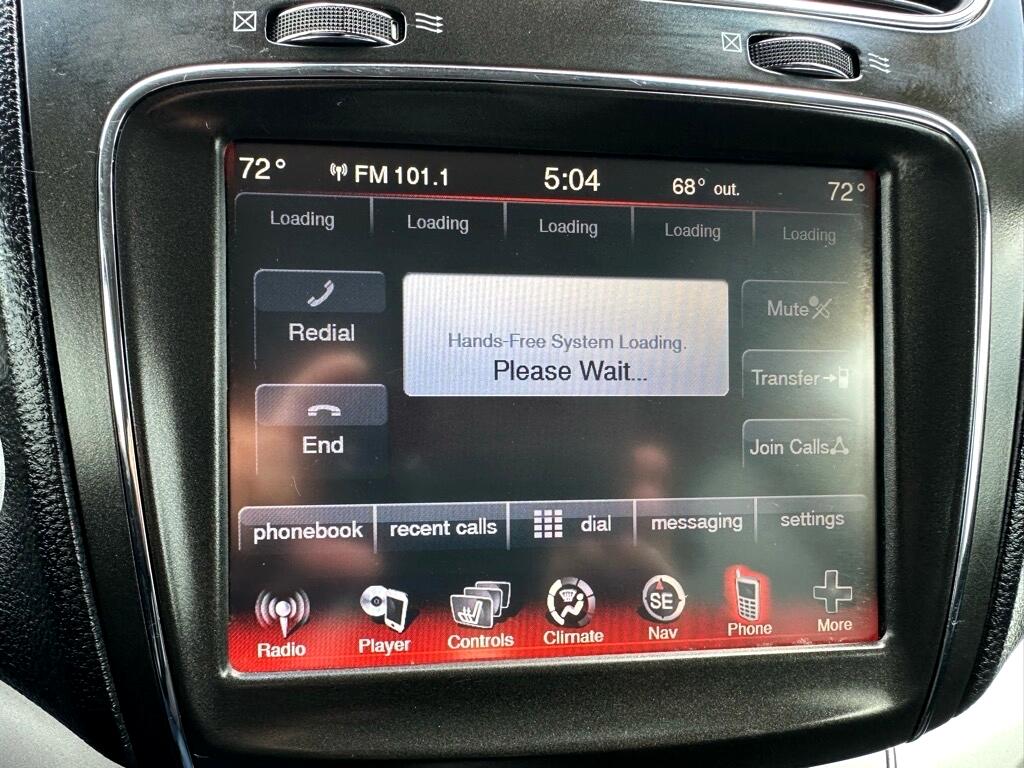 72° FM 101.1 5:04 68° out. 72°
Loading Loading Loading Loading Loading
Redial
Hands-Free System Loading.
Please Wait...
Mute
Transfer
End
Join Calls
phonebook recent calls dial messaging settings
SE
Radio Player Controls Climate Nav Phone More